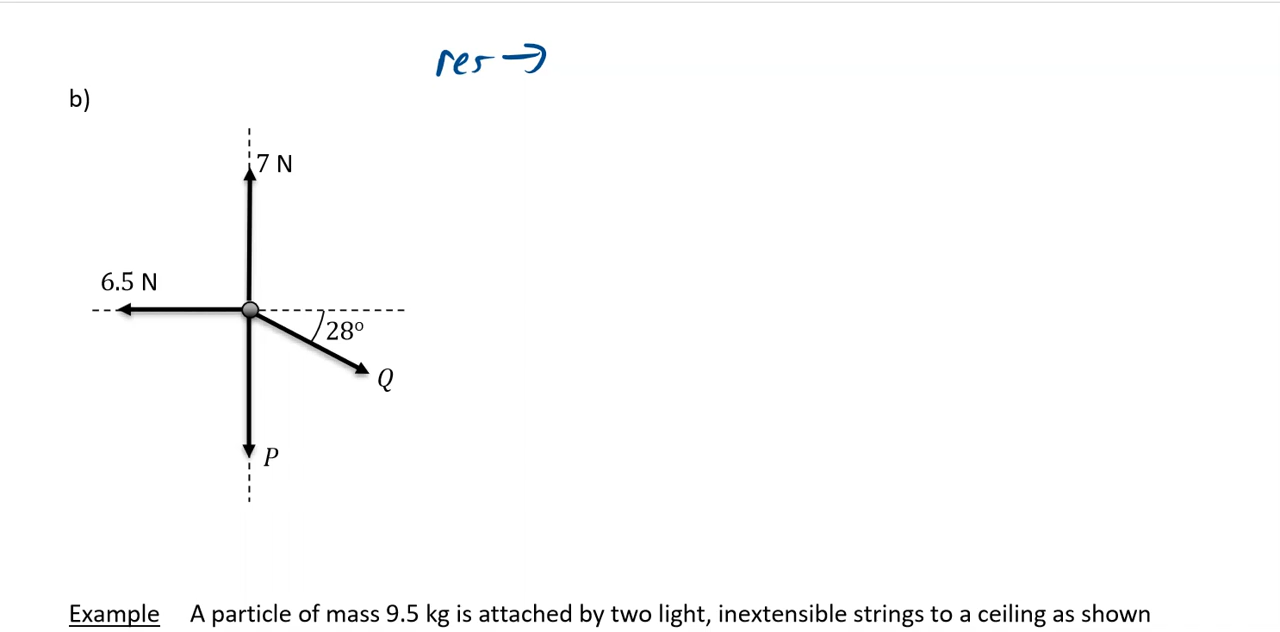 res →
b)
7 N
6.5 N
28°
Q
P
Example A particle of mass 9.5 kg is attached by two light, inextensible strings to a ceiling as shown